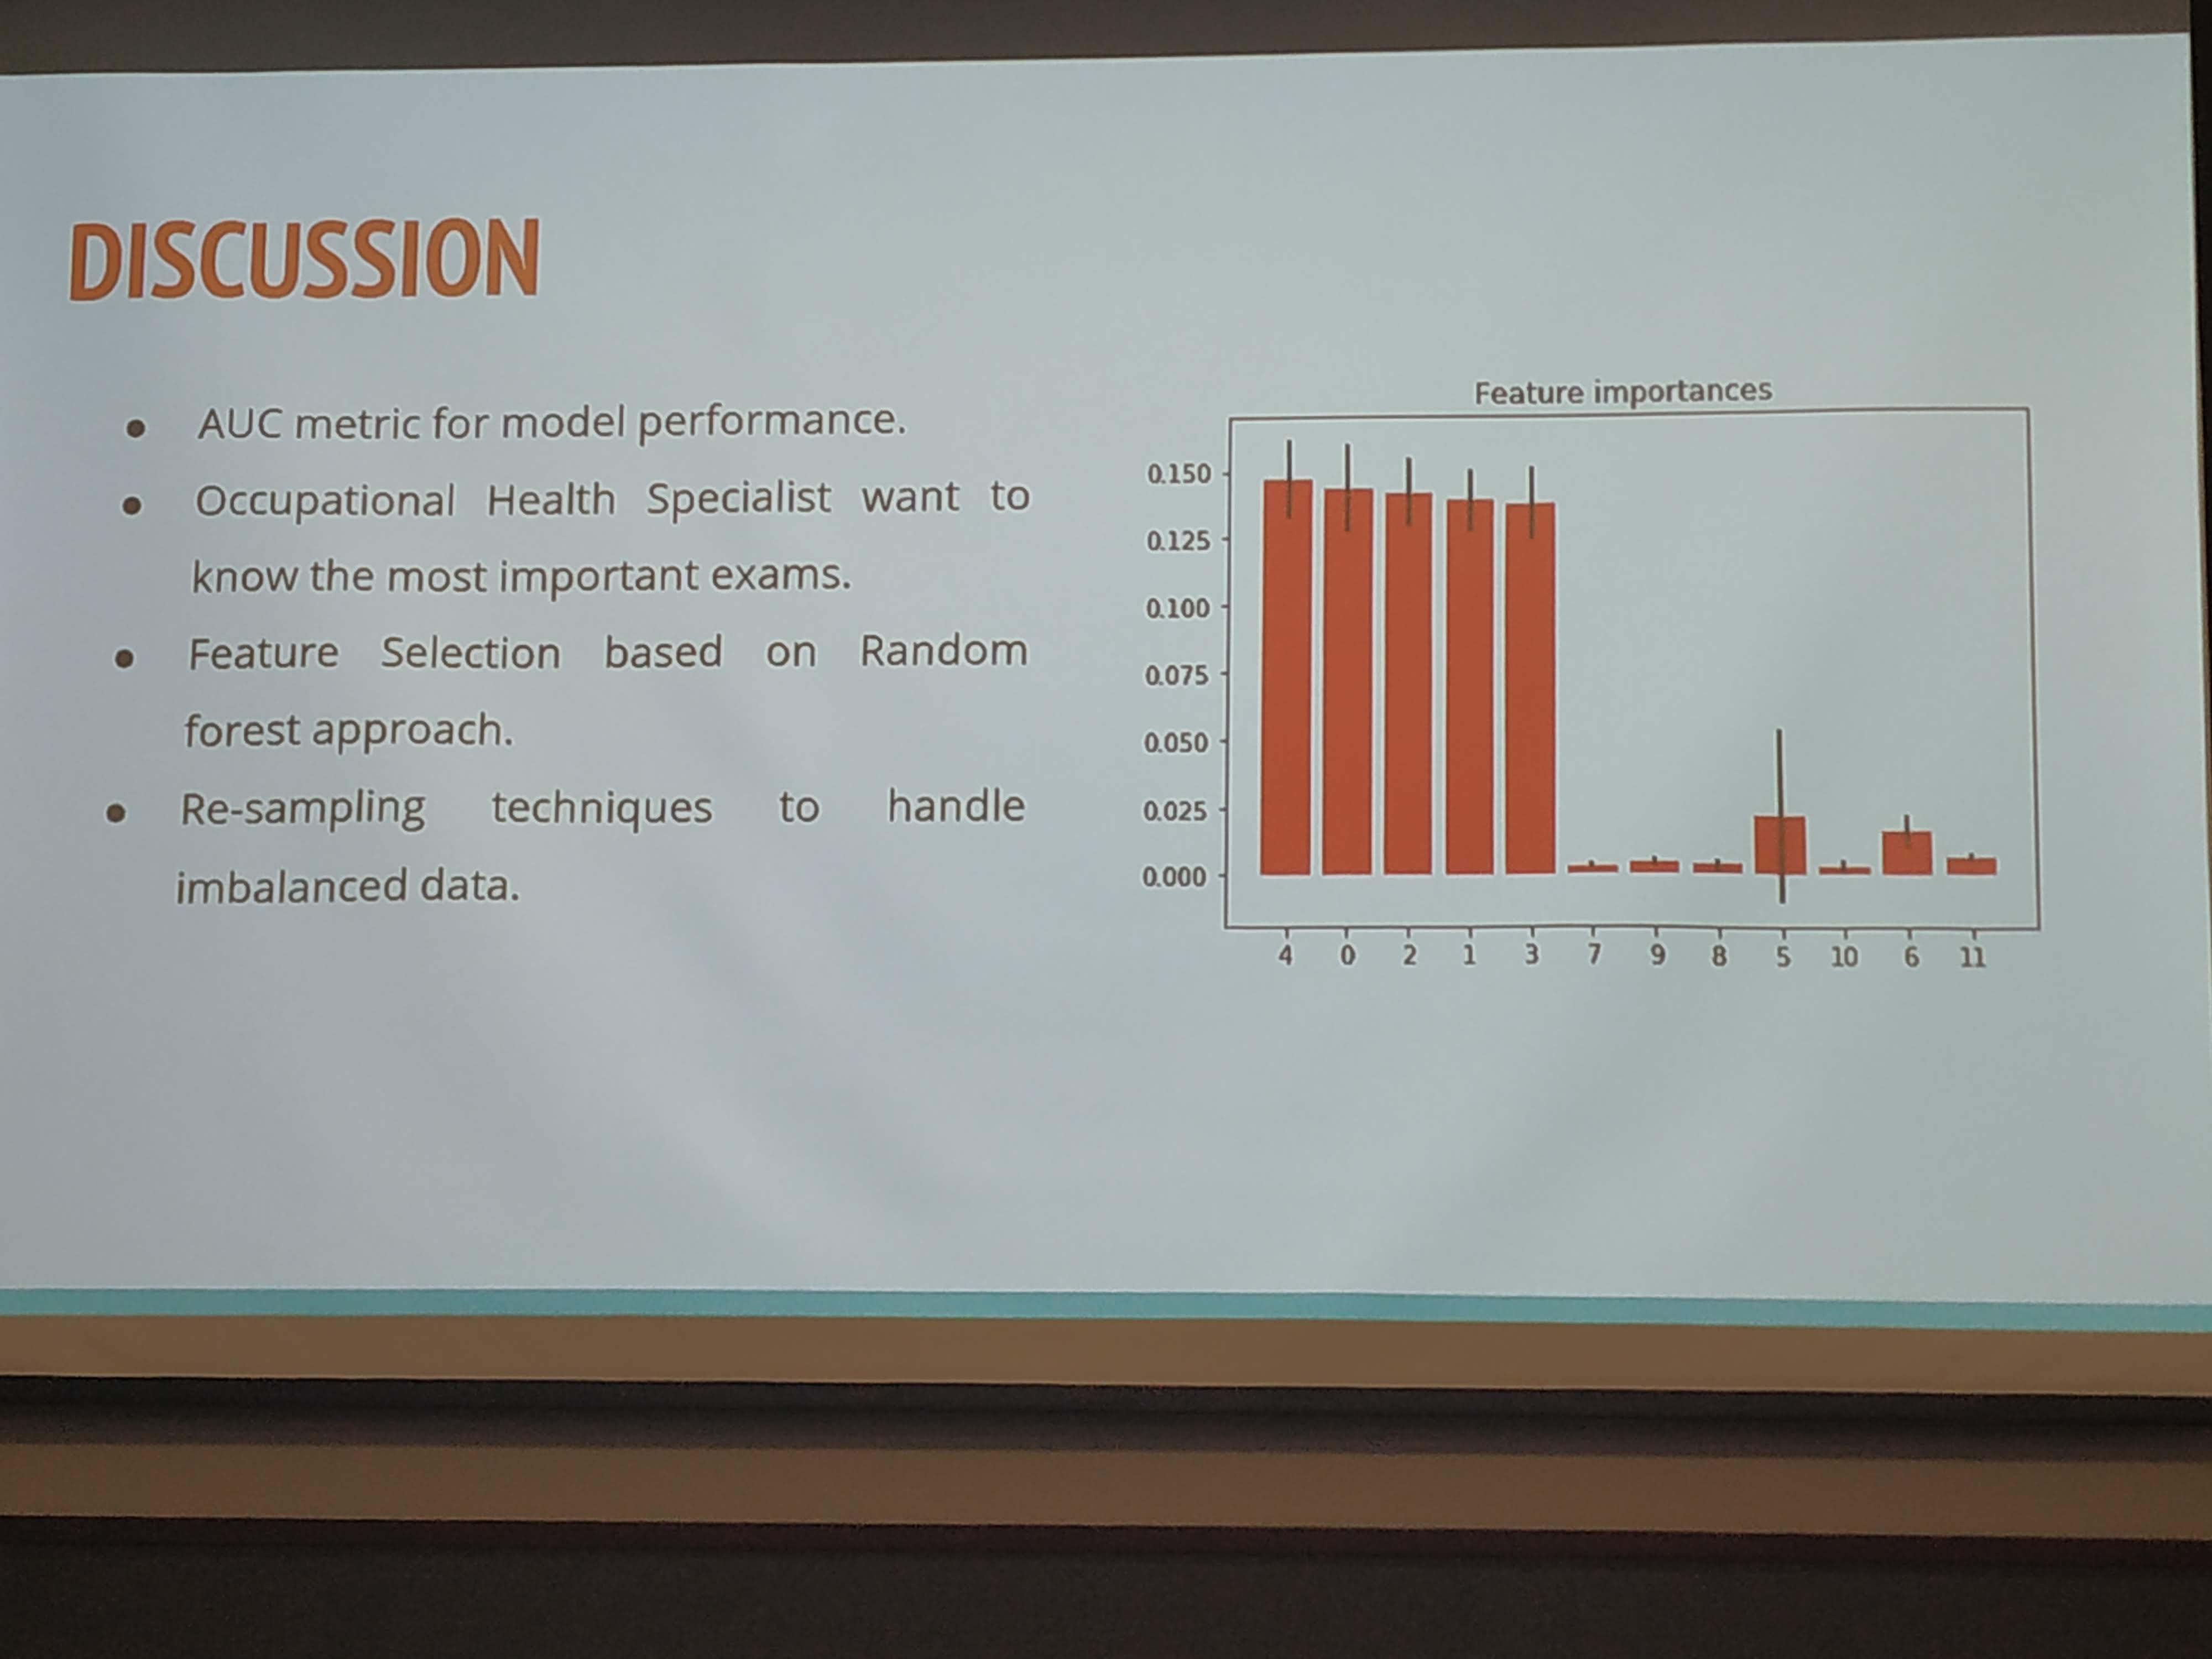 DISCUSSION
AUC metric for model performance.
Occupational Health Specialist want to
know the most important exams.
Feature Selection based on Random
forest approach.
Re-sampling techniques to handle
imbalanced data.
Feature importances
0.150
0.125
0.100
0.075
0.050
0.025
0.000
4 0 2 1 3 7 9 8 5 10 6 11